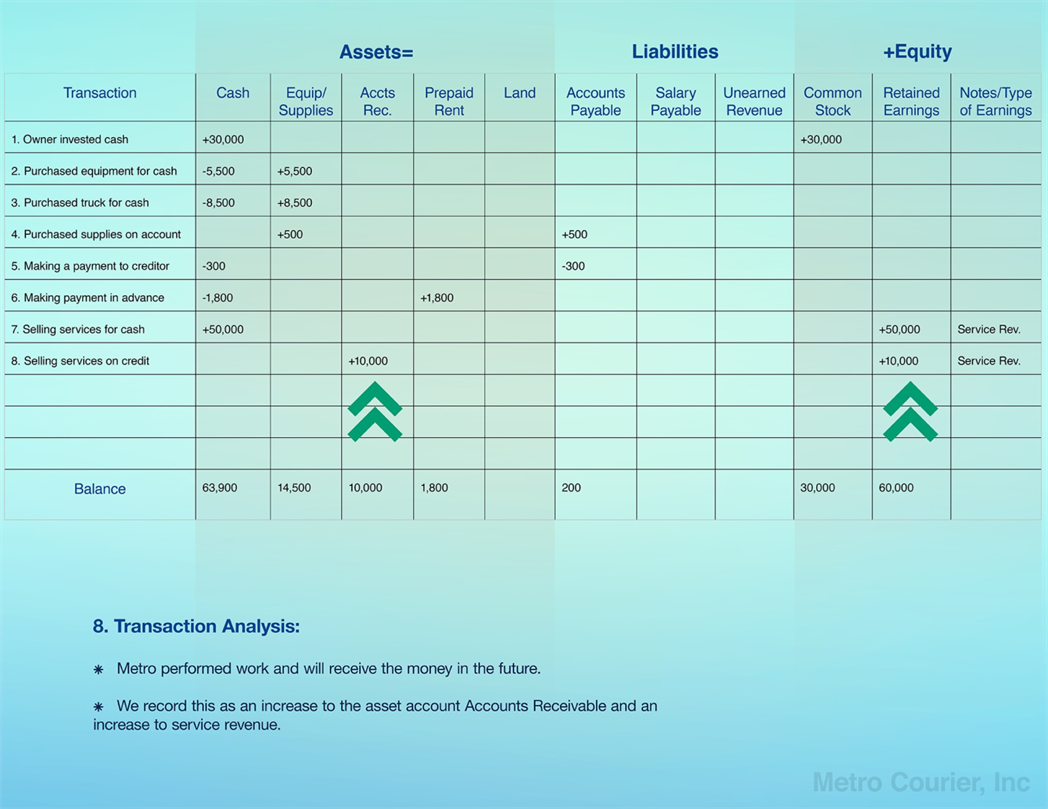 Assets= Liabilities +Equity
Transaction Cash Equip/ Supplies Accts Rec. Prepaid Rent Land Accounts Payable Salary Payable Unearned Revenue Common Stock Retained Earnings Notes/Type of Earnings
1. Owner invested cash +30,000 +30,000
2. Purchased equipment for cash -5,500 +5,500
3. Purchased truck for cash -8,500 +8,500
4. Purchased supplies on account +500 +500
5. Making a payment to creditor -300 -300
6. Making payment in advance -1,800 +1,800
7. Selling services for cash +50,000 +50,000 Service Rev.
8. Selling services on credit +10,000 +10,000 Service Rev.
Balance 63,900 14,500 10,000 1,800 200 30,000 60,000
8. Transaction Analysis:
✳ Metro performed work and will receive the money in the future.
✳ We record this as an increase to the asset account Accounts Receivable and an
increase to service revenue.
Metro Courier, Inc